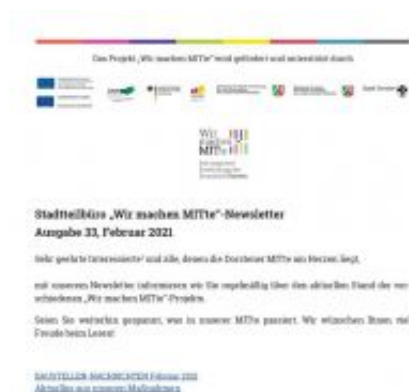 Das Projekt „Wir machen MITte“ wird gefördert und unterstützt durch
Wir
machen
MITte
Stadtteilbüro „Wir machen MITte“-Newsletter
Ausgabe 33, Februar 2021
Sehr geehrte Interessierte und alle, denen die Dorstener MITte am Herzen liegt,
mit unserem Newsletter informieren wir Sie regelmäßig über den aktuellen Stand der ver-
schiedenen „Wir machen MITte“-Projekte.
Seien Sie weiterhin gespannt, was in unserer MITte passiert. Wir wünschen Ihnen viel
Freude beim Lesen!
BAUSTELLEN-NACHRICHTEN Februar 2021
Aktuelles aus unseren Maßnahmen